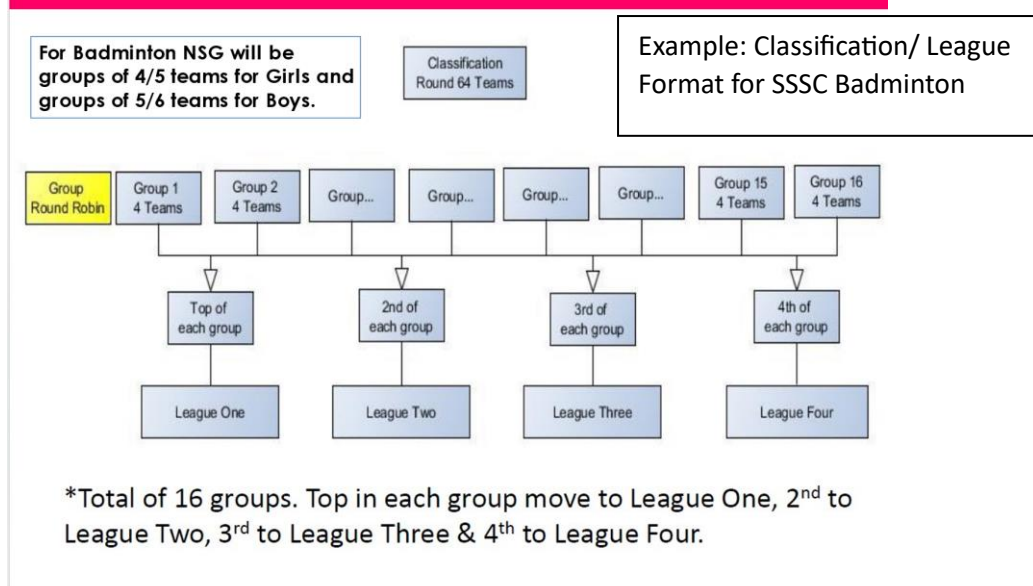 For Badminton NSG will be
groups of 4/5 teams for Girls and
groups of 5/6 teams for Boys.
Classification
Round 64 Teams
Example: Classification/ League
Format for SSSC Badminton
Group
Round Robin
Group 1
4 Teams
Group 2
4 Teams
Group...
Group...
Group...
Group...
Group 15
4 Teams
Group 16
4 Teams
Top of
each group
2nd of
each group
3rd of
each group
4th of
each group
League One
League Two
League Three
League Four
*Total of 16 groups. Top in each group move to League One, 2nd to
League Two, 3rd to League Three & 4th to League Four.